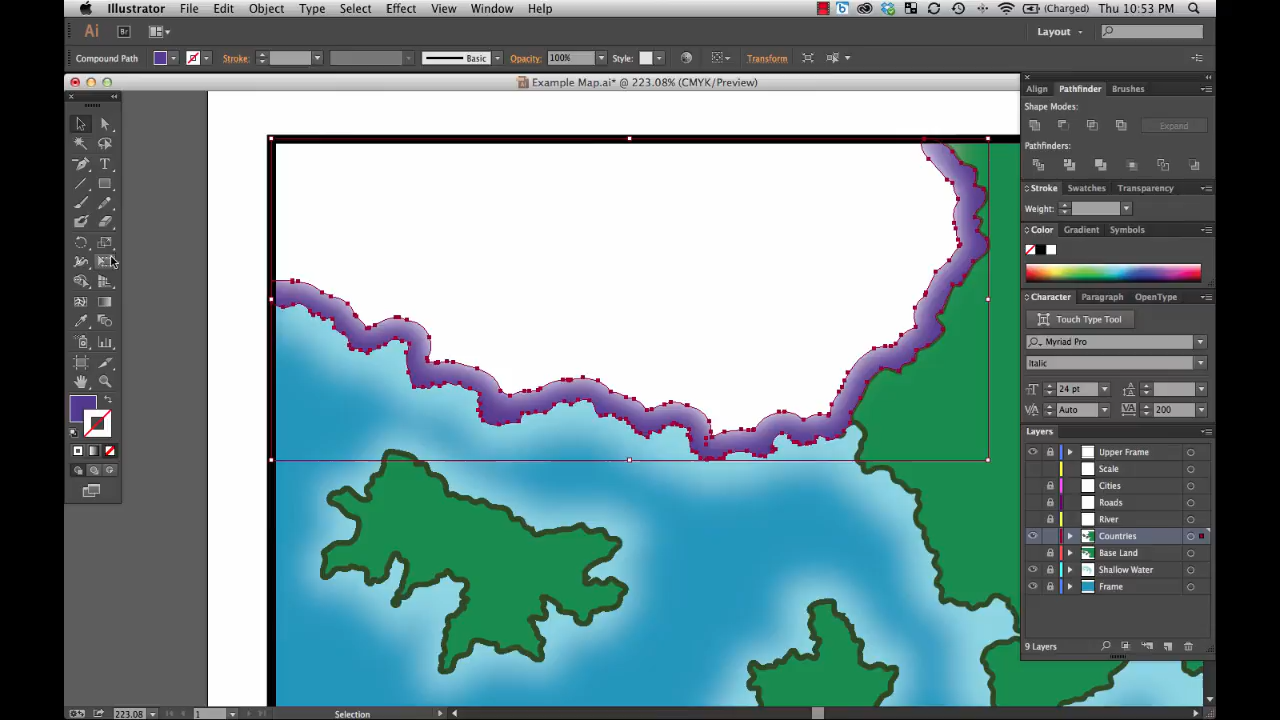 Illustrator File Edit Object Type Select Effect View Window Help (Charged) Thu 10:53 PM
Ai Br Layout
Compound Path Stroke: Basic Opacity: 100% Style: Transform
Example Map.ai* @ 223.08% (CMYK/Preview)
Align Pathfinder Brushes
Shape Modes:
Expand
Pathfinders:
Stroke Swatches Transparency
Weight:
Color Gradient Symbols
Character Paragraph OpenType
Touch Type Tool
Myriad Pro
Italic
24 pt
Auto 200
Layers
Upper Frame
Scale
Cities
Roads
River
Countries
Base Land
Shallow Water
Frame
9 Layers
223.08 1 Selection